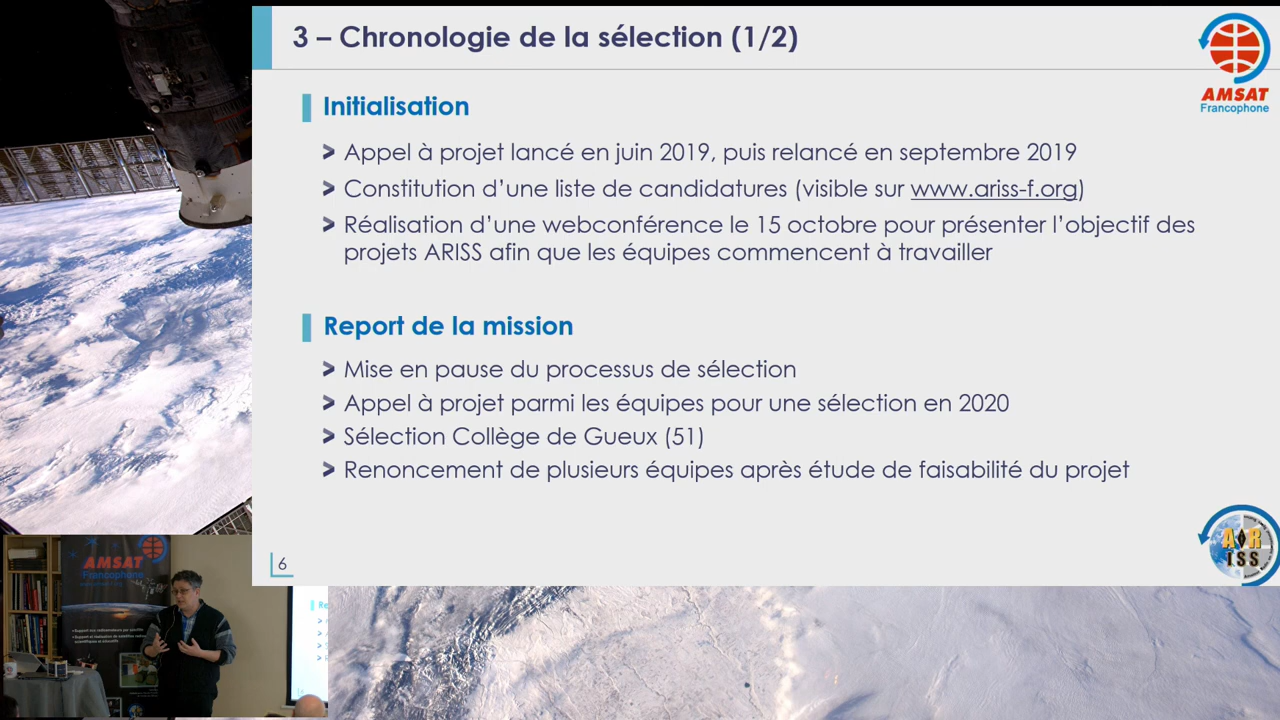 3 – Chronologie de la sélection (1/2)
AMSAT
Francophone
Initialisation
> Appel à projet lancé en juin 2019, puis relancé en septembre 2019
> Constitution d'une liste de candidatures (visible sur www.ariss-f.org)
> Réalisation d'une webconférence le 15 octobre pour présenter l'objectif des
projets ARISS afin que les équipes commencent à travailler
Report de la mission
> Mise en pause du processus de sélection
> Appel à projet parmi les équipes pour une sélection en 2020
> Sélection Collège de Gueux (51)
> Renoncement de plusieurs équipes après étude de faisabilité du projet
6
ARISS
AMSAT
Francophone
Re